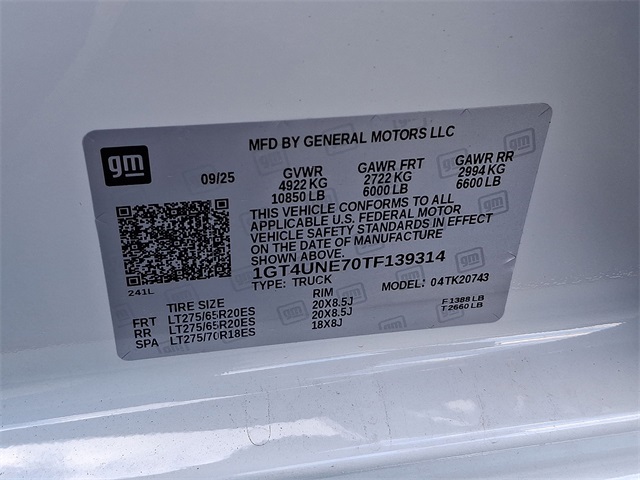 MFD BY GENERAL MOTORS LLC
gm
09/25 GVWR GAWR FRT GAWR RR
4922 KG 2722 KG 2994 KG
10850 LB 6000 LB 6600 LB
THIS VEHICLE CONFORMS TO ALL
APPLICABLE U.S. FEDERAL MOTOR
VEHICLE SAFETY STANDARDS IN EFFECT
ON THE DATE OF MANUFACTURE
SHOWN ABOVE.
1GT4UNE70TF139314
241L TYPE: TRUCK MODEL: 04TK20743
TIRE SIZE RIM
FRT LT275/65R20ES 20X8.5J F1388 LB
RR LT275/65R20ES 20X8.5J T2660 LB
SPA LT275/70R18ES 18X8J